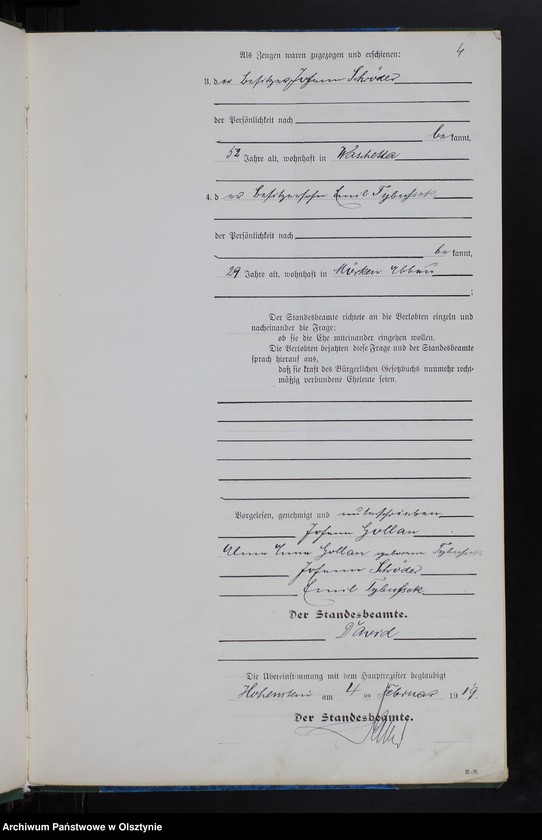 4
Als Zeugen waren zugezogen und erschienen:
3. der Besitzer Johann Schröder
der Persönlichkeit nach
bekannt,
52 Jahre alt, wohnhaft in Waschetta
4. der Besitzersohn Emil
der Persönlichkeit nach
bekannt,
29 Jahre alt, wohnhaft in Mörken
Der Standesbeamte richtete an die Verlobten einzeln und
nacheinander die Frage:
ob sie die Ehe miteinander eingehen wollen.
Die Verlobten bejahten diese Frage und der Standesbeamte
sprach hierauf aus,
daß sie kraft des Bürgerlichen Gesetzbuchs nunmehr recht-
mäßig verbundene Eheleute seien.
Vorgelesen, genehmigt und unterschrieben
Johann Gollan
Gollan geborene
Johann Schröder
Emil
Der Standesbeamte.
David
Die Übereinstimmung mit dem Hauptregister beglaubigt
Hohenstein am 4 ten Februar 1919.
Der Standesbeamte.
R.-N.
Archiwum Państwowe w Olsztynie